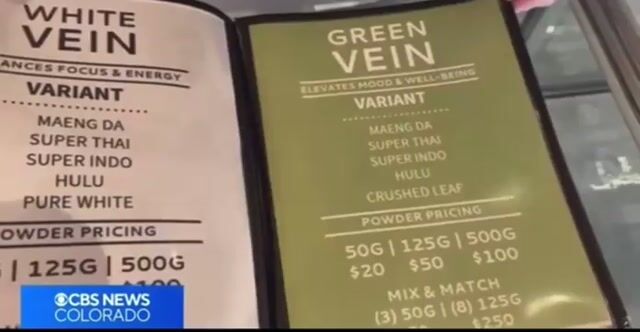 WHITE
VEIN
ANCES FOCUS & ENERGY
VARIANT
MAENG DA
SUPER THAI
SUPER INDO
HULU
PURE WHITE
OWDER PRICING
| 125G | 500G
$100
GREEN
VEIN
ELEVATES MOOD & WELL-BEING
VARIANT
MAENG DA
SUPER THAI
SUPER INDO
HULU
CRUSHED LEAF
POWDER PRICING
50G | 125G | 500G
$20 $50 $100
MIX & MATCH
(3) 50G | (8) 125G
$250
CBS NEWS
COLORADO